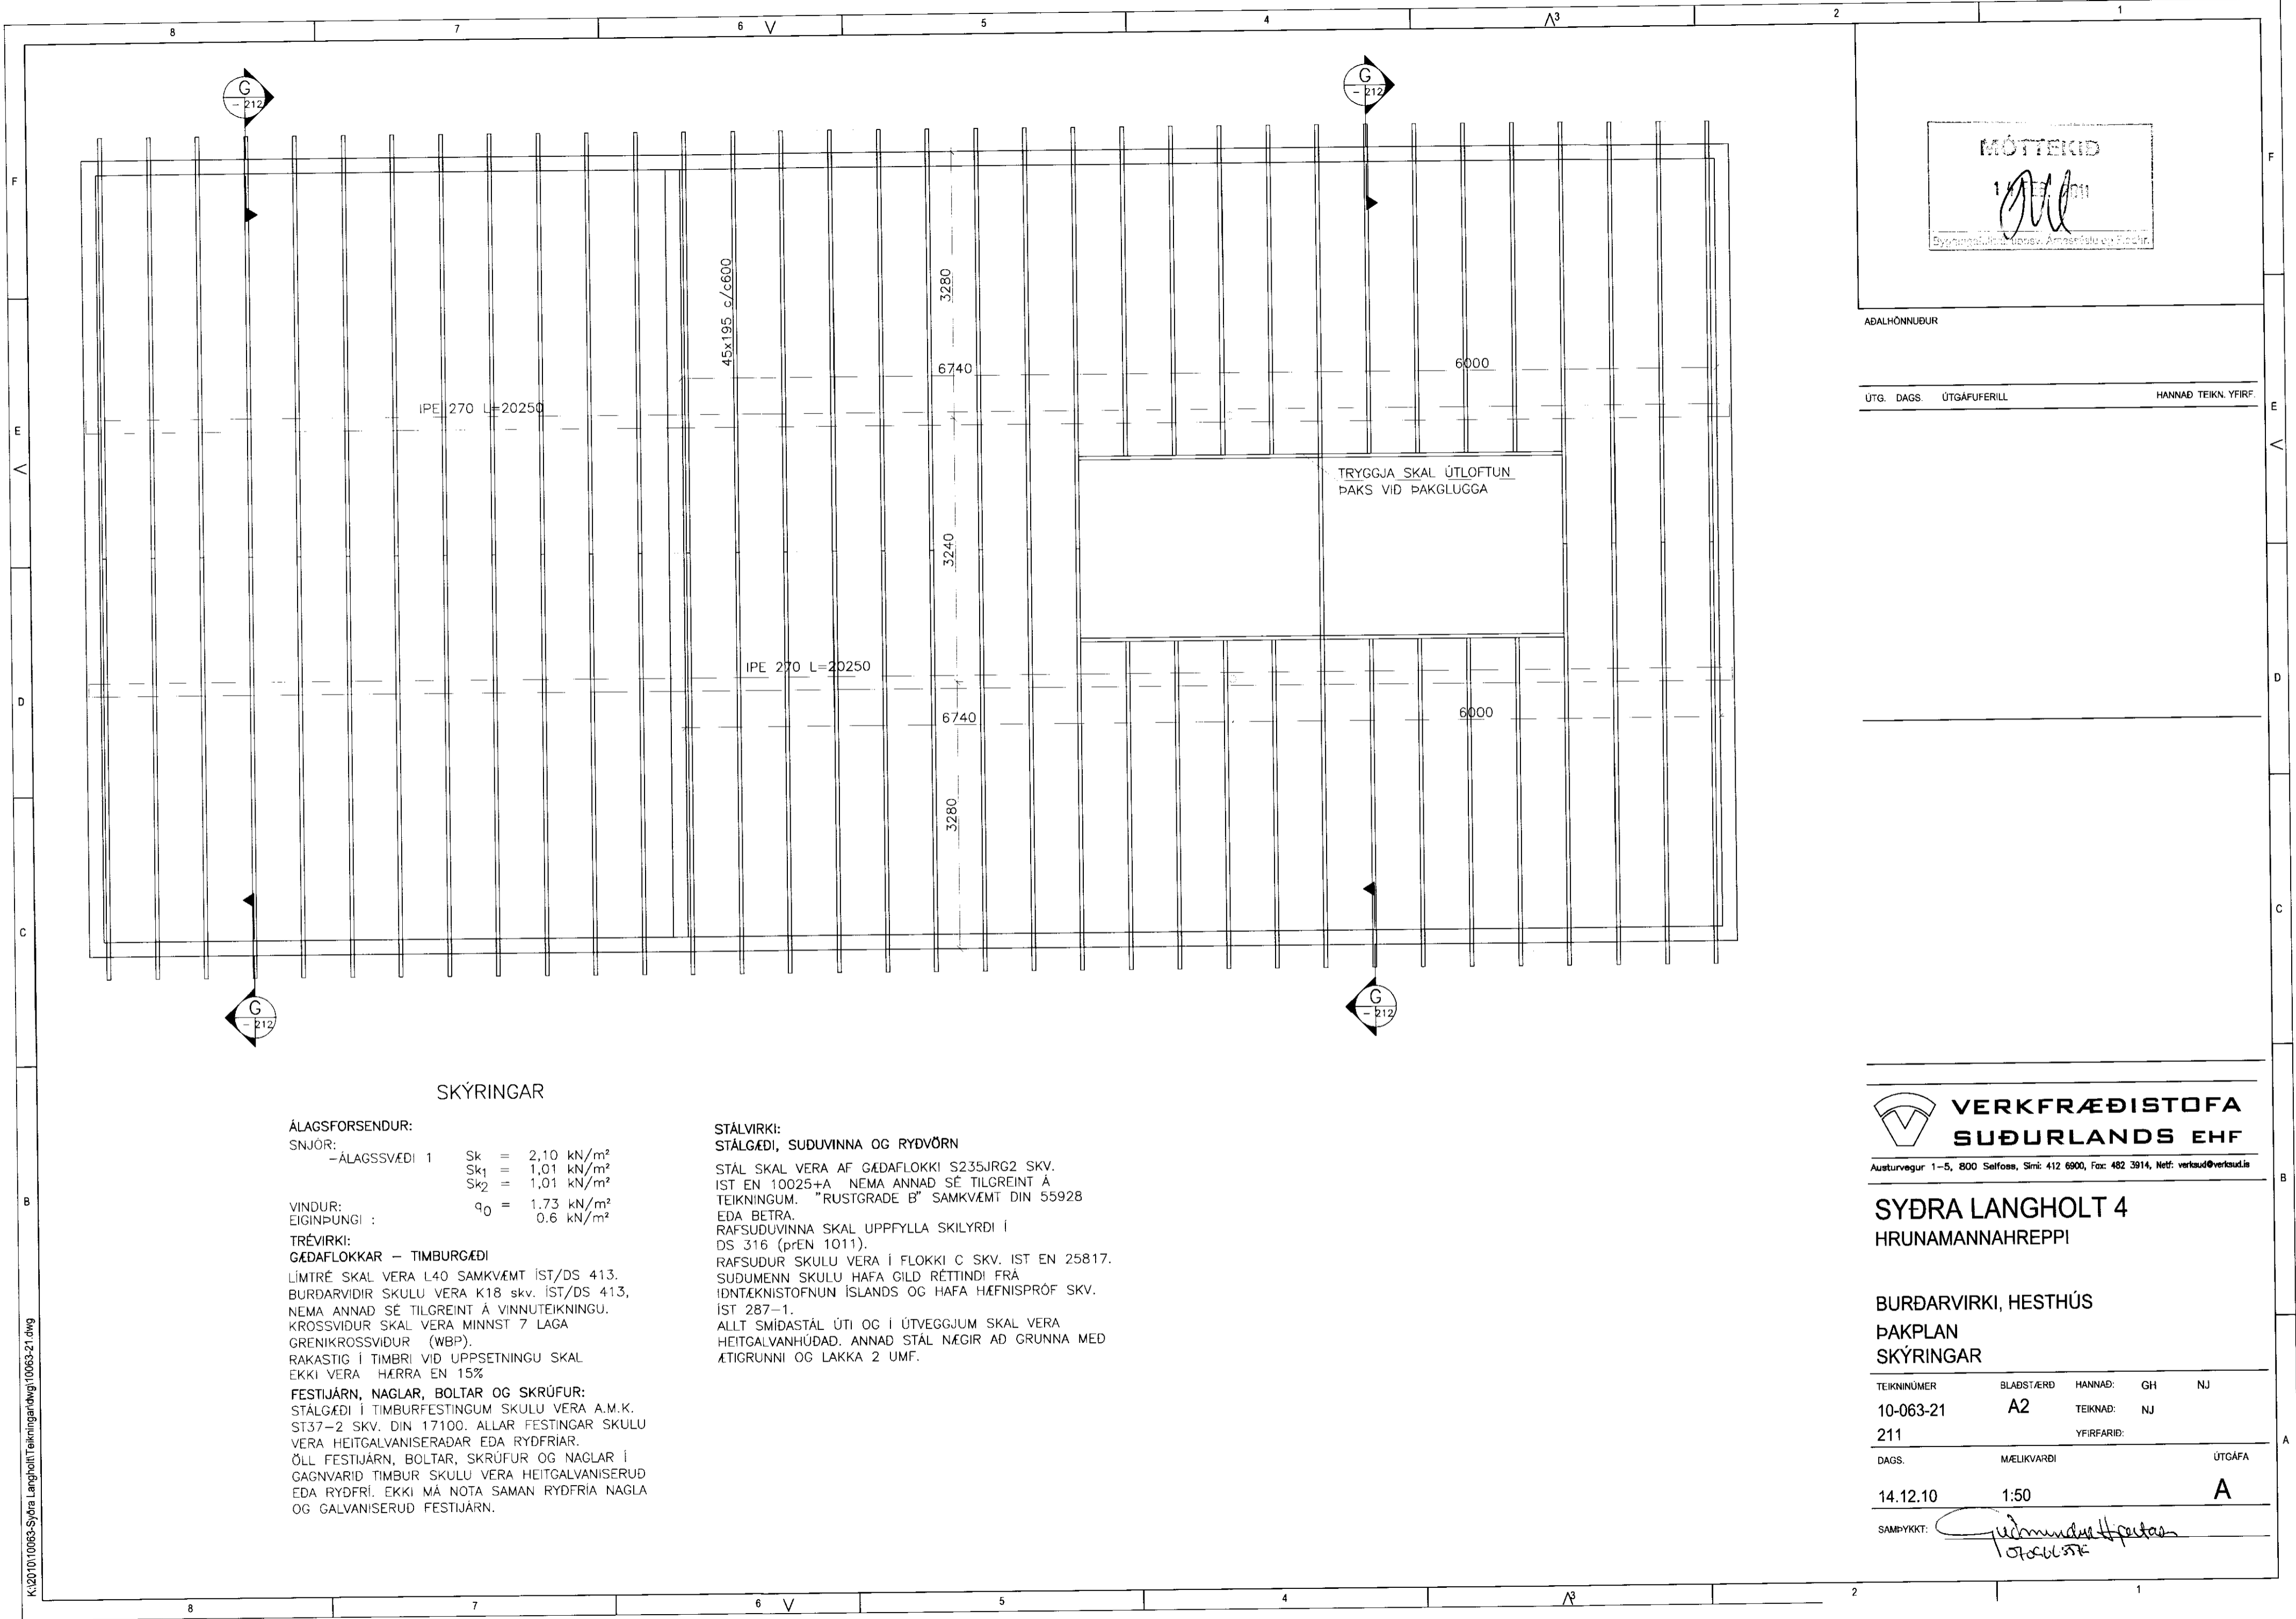 8 7 6 5 4 3 2 1
G
- 212
G
- 212
F
F
MÓTTEKIÐ
45x195 c/c600
3280
6740
6000
AÐALHÖNNUÐUR
ÚTG. DAGS. ÚTGÁFUFERILL HANNAÐ TEIKN. YFIRF.
IPE 270 L=20250
E
E
TRYGGJA SKAL ÚTLOFTUN
ÞAKS VIÐ ÞAKGLUGGA
3240
IPE 270 L=20250
D
D
6740
6000
3280
C
C
G
- 212
G
- 212
SKÝRINGAR
ÁLAGSFORSENDUR:
SNJÓR:
-ÁLAGSSVÆÐI 1 Sk = 2,10 kN/m²
Sk1 = 1,01 kN/m²
Sk2 = 1,01 kN/m²
VINDUR: q0 = 1.73 kN/m²
EIGINÞUNGI : 0.6 kN/m²
TRÉVIRKI:
GÆÐAFLOKKAR – TIMBURGÆÐI
LÍMTRÉ SKAL VERA L40 SAMKVÆMT ÍST/DS 413.
BURÐARVIÐIR SKULU VERA K18 skv. ÍST/DS 413,
NEMA ANNAÐ SÉ TILGREINT Á VINNUTEIKNINGU.
KROSSVIÐUR SKAL VERA MINNST 7 LAGA
GRENIKROSSVIÐUR (WBP).
RAKASTIG Í TIMBRI VIÐ UPPSETNINGU SKAL
EKKI VERA HÆRRA EN 15%
FESTIJÁRN, NAGLAR, BOLTAR OG SKRÚFUR:
STÁLGÆÐI Í TIMBURFESTINGUM SKULU VERA A.M.K.
ST37-2 SKV. DIN 17100. ALLAR FESTINGAR SKULU
VERA HEITGALVANISERAÐAR EÐA RYÐFRÍAR.
ÖLL FESTIJÁRN, BOLTAR, SKRÚFUR OG NAGLAR Í
GAGNVARIÐ TIMBUR SKULU VERA HEITGALVANISERUÐ
EÐA RYÐFRÍ. EKKI MÁ NOTA SAMAN RYÐFRÍA NAGLA
OG GALVANISERUÐ FESTIJÁRN.
STÁLVIRKI:
STÁLGÆÐI, SUÐUVINNA OG RYÐVÖRN
STÁL SKAL VERA AF GÆÐAFLOKKI S235JRG2 SKV.
IST EN 10025+A NEMA ANNAÐ SÉ TILGREINT Á
TEIKNINGUM. "RUSTGRADE B" SAMKVÆMT DIN 55928
EÐA BETRA.
RAFSUÐUVINNA SKAL UPPFYLLA SKILYRÐI Í
DS 316 (prEN 1011).
RAFSUÐUR SKULU VERA Í FLOKKI C SKV. IST EN 25817.
SUÐUMENN SKULU HAFA GILD RÉTTINDI FRÁ
IÐNTÆKNISTOFNUN ÍSLANDS OG HAFA HÆFNISPRÓF SKV.
ÍST 287-1.
ALLT SMÍÐASTÁL ÚTI OG Í ÚTVEGGJUM SKAL VERA
HEITGALVANHÚÐAÐ. ANNAÐ STÁL NÆGIR AÐ GRUNNA MEÐ
ÆTIGRUNNI OG LAKKA 2 UMF.
VERKFRÆÐISTOFA
SUÐURLANDS EHF
Austurvegur 1-5, 800 Selfoss, Sími: 412 6900, Fax: 482 3914, Netf: verksud@verksud.is
B
B
SYÐRA LANGHOLT 4
HRUNAMANNAHREPPI
BURÐARVIRKI, HESTHÚS
ÞAKPLAN
SKÝRINGAR
TEIKNINÚMER BLAÐSTÆRÐ HANNAÐ: GH NJ
10-063-21 A2 TEIKNAÐ: NJ
211 YFIRFARIÐ:
A
DAGS. MÆLIKVARÐI ÚTGÁFA
14.12.10 1:50 A
SAMÞYKKT:
K:\2010\10063-Syðra Langholt\Teikningar\dwg\10063-21.dwg
8 7 6 5 4 3 2 1